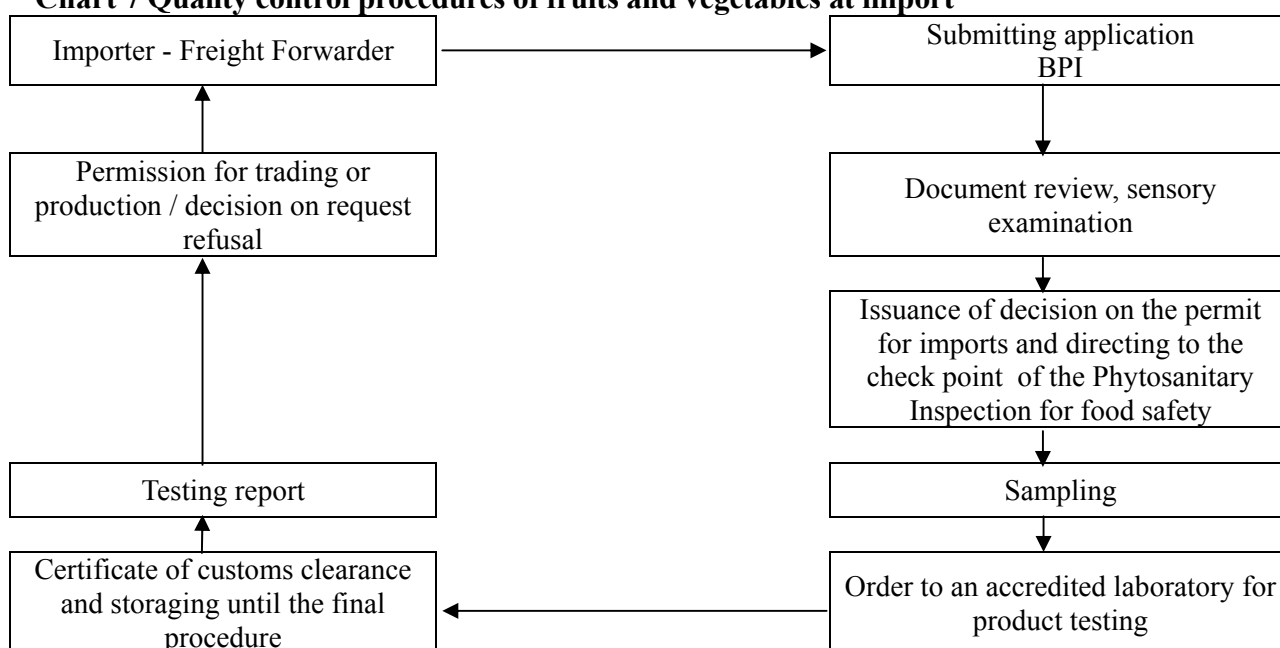 Chart 7 Quality control procedures of fruits and vegetables at import
Importer - Freight Forwarder
Submitting application
BPI
Permission for trading or
production / decision on request
refusal
Document review, sensory
examination
Issuance of decision on the permit
for imports and directing to the
check point of the Phytosanitary
Inspection for food safety
Testing report
Sampling
Certificate of customs clearance
and storaging until the final
procedure
Order to an accredited laboratory for
product testing